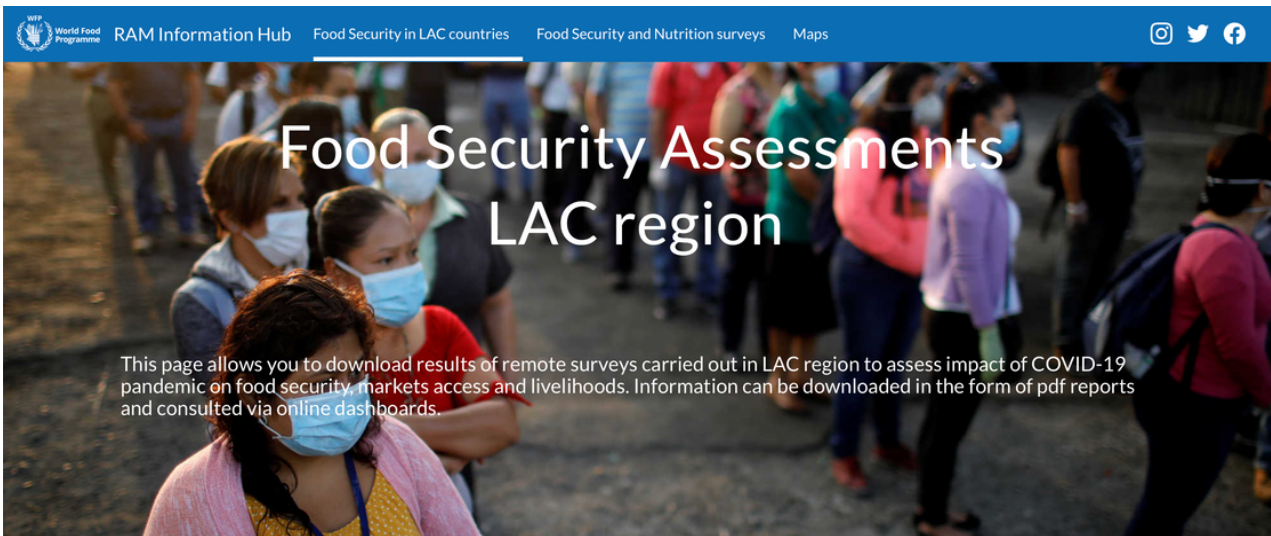 WFP
World Food
Programme
RAM Information Hub Food Security in LAC countries Food Security and Nutrition surveys Maps
Food Security Assessments
LAC region
This page allows you to download results of remote surveys carried out in LAC region to assess impact of COVID-19
pandemic on food security, markets access and livelihoods. Information can be downloaded in the form of pdf reports
and consulted via online dashboards.